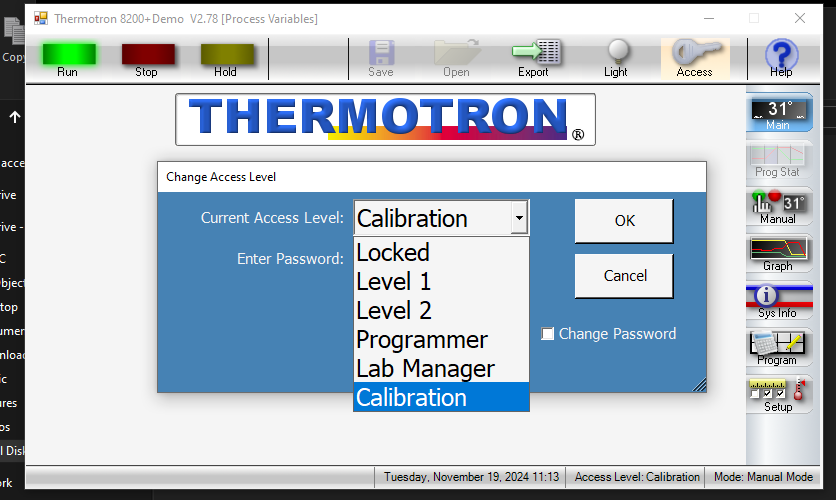 Thermotron 8200+Demo V2.78 [Process Variables]
Copy
Run
Stop
Hold
Save
Open
Export
Light
Access
Help
THERMOTRON®
31°
Main
Prog Stat
31°
Manual
Graph
Sys Info
Program
Setup
Change Access Level
Current Access Level:
Calibration
OK
Enter Password:
Cancel
Locked
Level 1
Level 2
Programmer
Lab Manager
Calibration
Change Password
acce
rive
rive -
C
Object
top
umer
nloa
ic
ures
os
l Disk
ork
Tuesday, November 19, 2024 11:13
Access Level: Calibration
Mode: Manual Mode